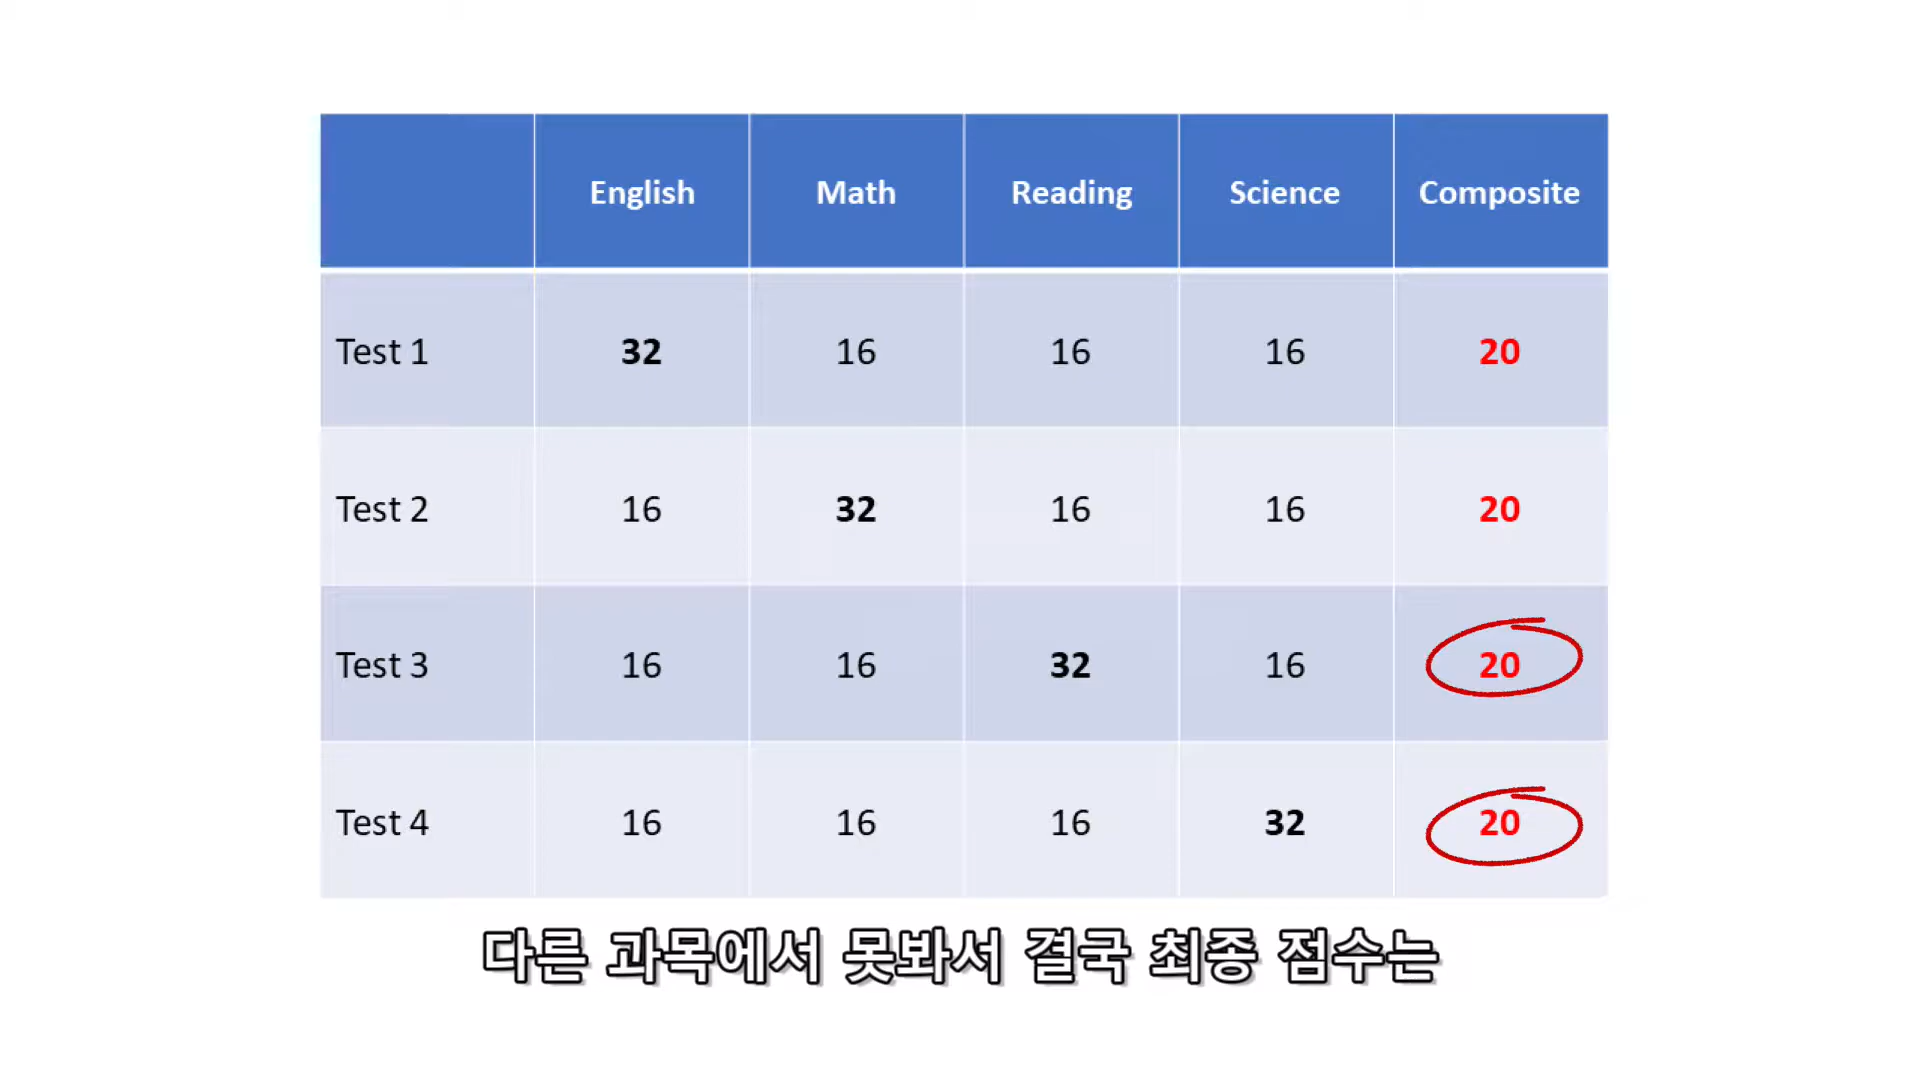 English Math Reading Science Composite
Test 1 32 16 16 16 20
Test 2 16 32 16 16 20
Test 3 16 16 32 16 20
Test 4 16 16 16 32 20
다른 과목에서 못봐서 결국 최종 점수는